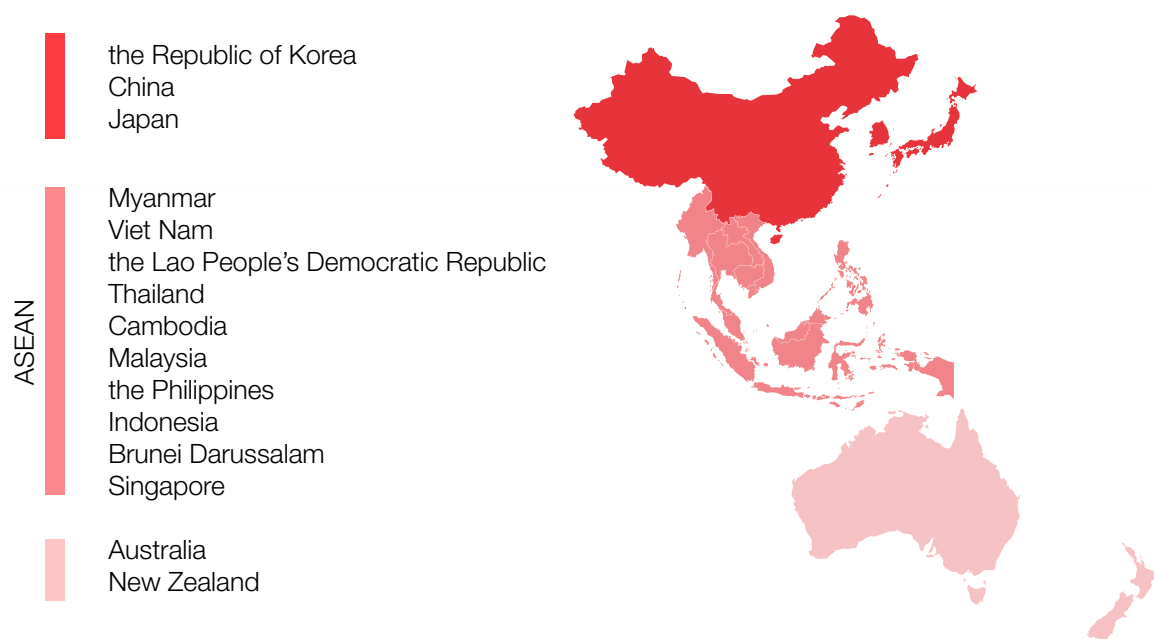 the Republic of Korea
China
Japan
ASEAN
Myanmar
Viet Nam
the Lao People’s Democratic Republic
Thailand
Cambodia
Malaysia
the Philippines
Indonesia
Brunei Darussalam
Singapore
Australia
New Zealand